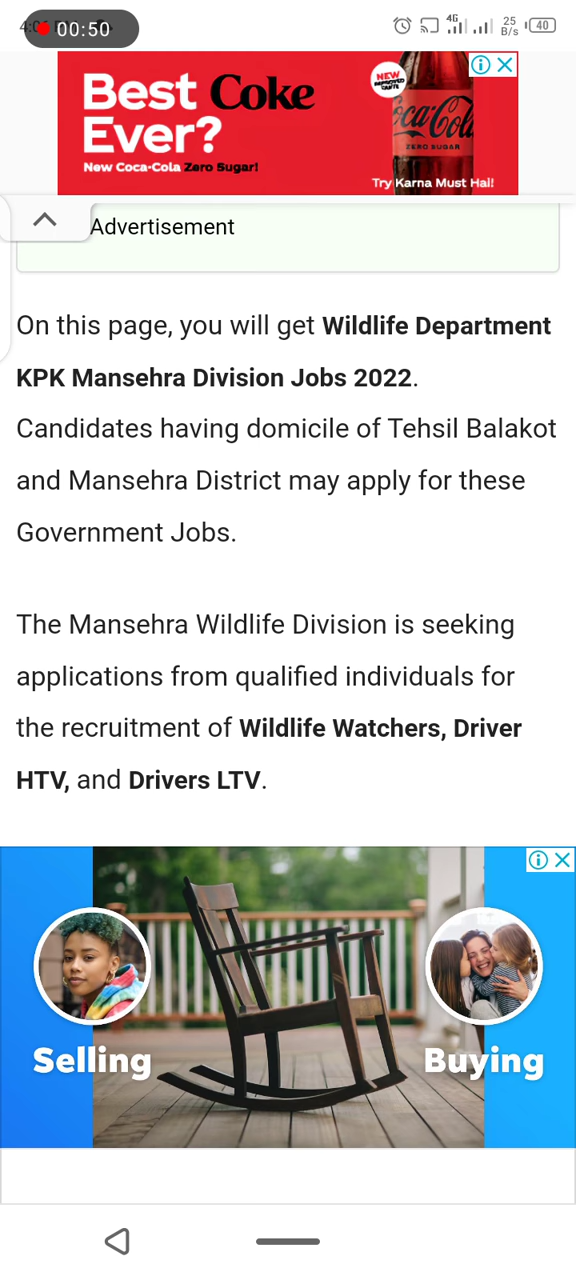 00:50
4G
25
B/s
40
Best Coke
Ever?
New Coca-Cola Zero Sugar!
NEW
ZERO SUGAR
Try Karna Must Hai!
Advertisement
On this page, you will get Wildlife Department
KPK Mansehra Division Jobs 2022.
Candidates having domicile of Tehsil Balakot
and Mansehra District may apply for these
Government Jobs.
The Mansehra Wildlife Division is seeking
applications from qualified individuals for
the recruitment of Wildlife Watchers, Driver
HTV, and Drivers LTV.
Selling
Buying